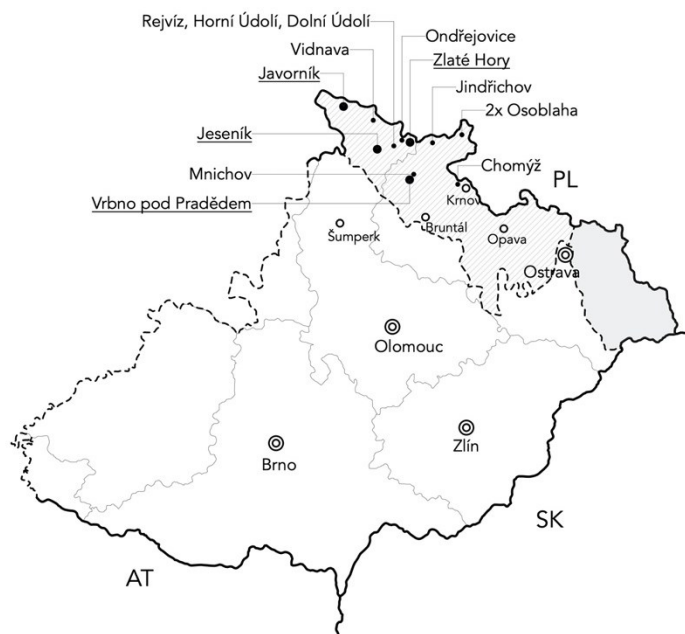 Rejvíz, Horní Údolí, Dolní Údolí
Ondřejovice
Vidnava
Zlaté Hory
Javorník
Jindřichov
2x Osoblaha
Jeseník
Chomýž
Mnichov
PL
Krnov
Vrbno pod Pradědem
Bruntál
Šumperk
Opava
Ostrava
Olomouc
Zlín
Brno
SK
AT